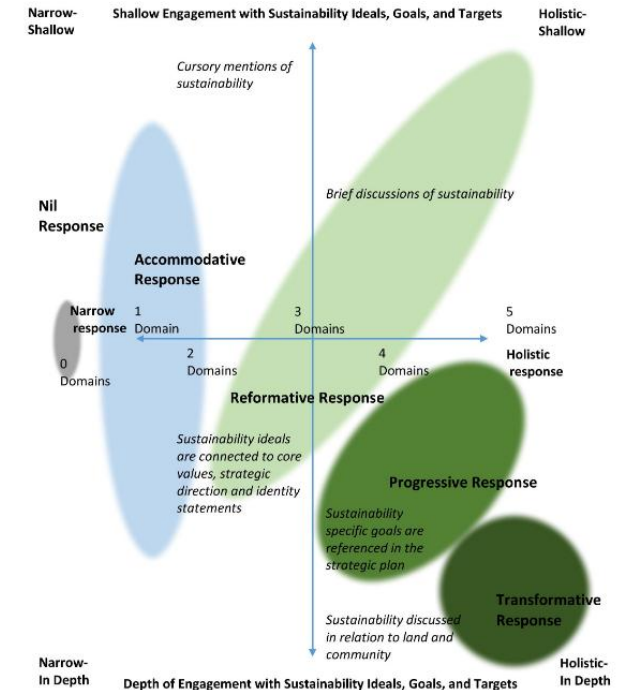 Narrow-
Shallow
Shallow Engagement with Sustainability Ideals, Goals, and Targets
Holistic-
Shallow
Cursory mentions of
sustainability
Brief discussions of sustainability
Nil
Response
Accommodative
Response
Narrow
response
1
Domain
3
Domains
5
Domains
0
Domains
2
Domains
4
Domains
Holistic
response
Reformative Response
Sustainability ideals
are connected to core
values, strategic
direction and identity
statements
Progressive Response
Sustainability
specific goals are
referenced in the
strategic plan
Transformative
Response
Sustainability discussed
in relation to land and
community
Narrow-
In Depth
Depth of Engagement with Sustainability Ideals, Goals, and Targets
Holistic-
In Depth